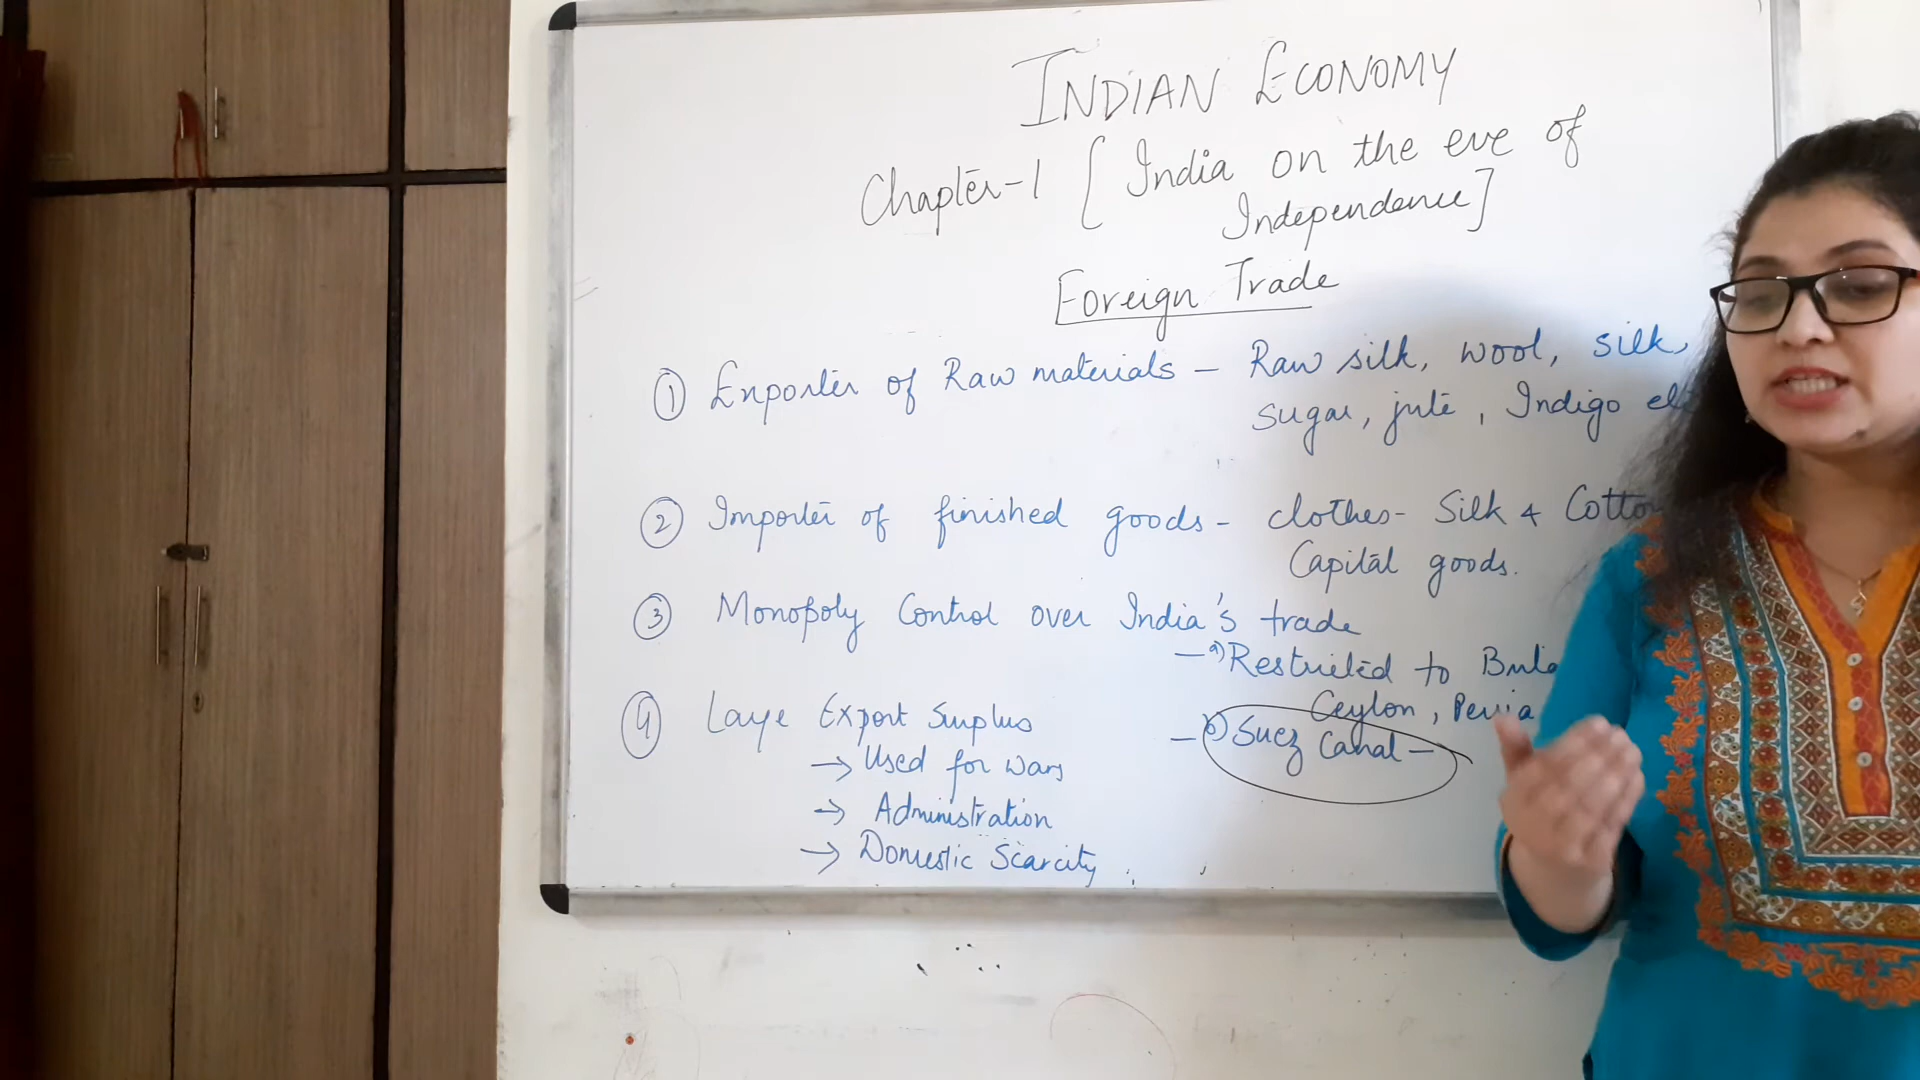 INDIAN ECONOMY
Chapter-1 [India on the eve of
Independence]
Foreign Trade
① Exporter of Raw materials - Raw silk, wool, silk,
sugar, jute, Indigo
② Importer of finished goods - clothes - Silk & Cotton
Capital goods.
③ Monopoly Control over India's trade
- a) Restricted to
Ceylon, Persia
④ Large Export Surplus
- b) Suez Canal -
→ Used for wars
→ Administration
→ Domestic Scarcity